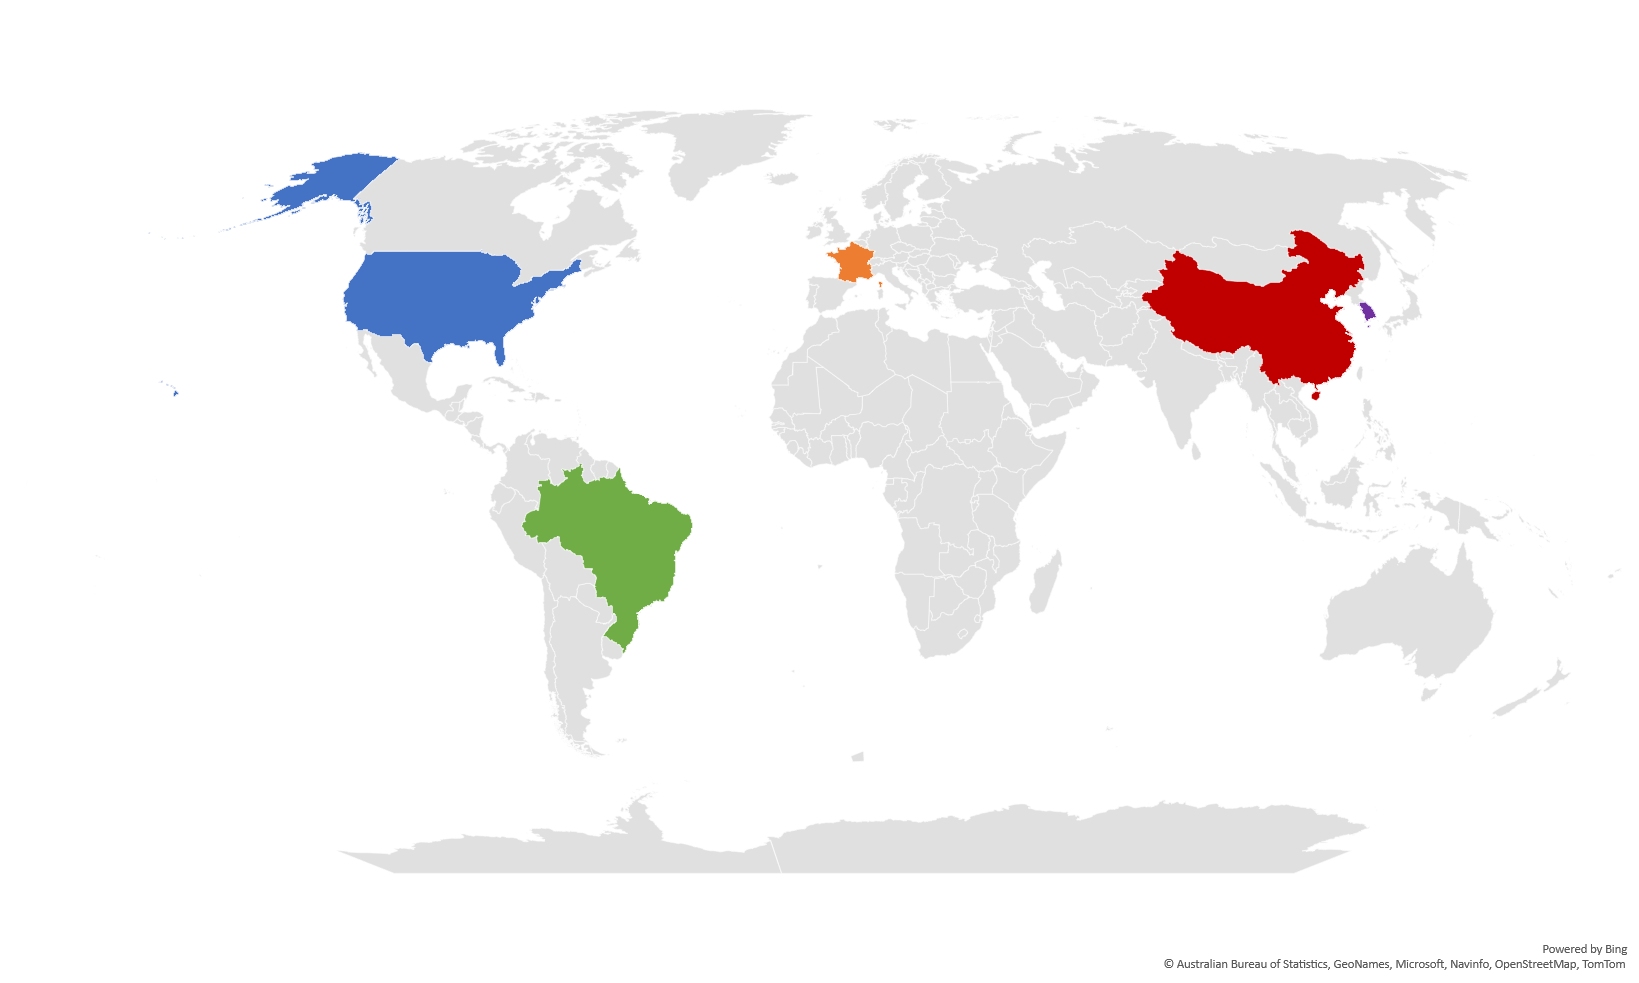 Powered by Bing
© Australian Bureau of Statistics, GeoNames, Microsoft, Navinfo, OpenStreetMap, TomTom